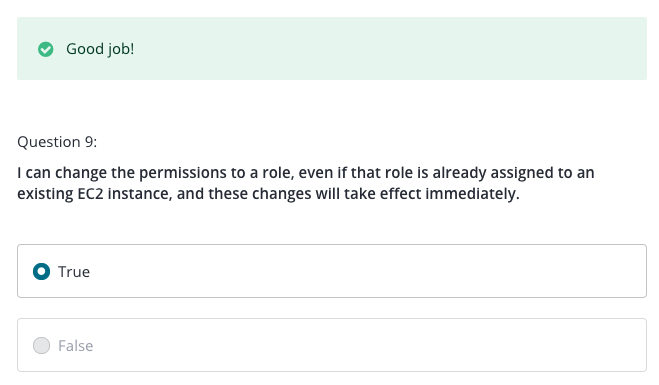 Good job!
Question 9:
I can change the permissions to a role, even if that role is already assigned to an
existing EC2 instance, and these changes will take effect immediately.
True
False